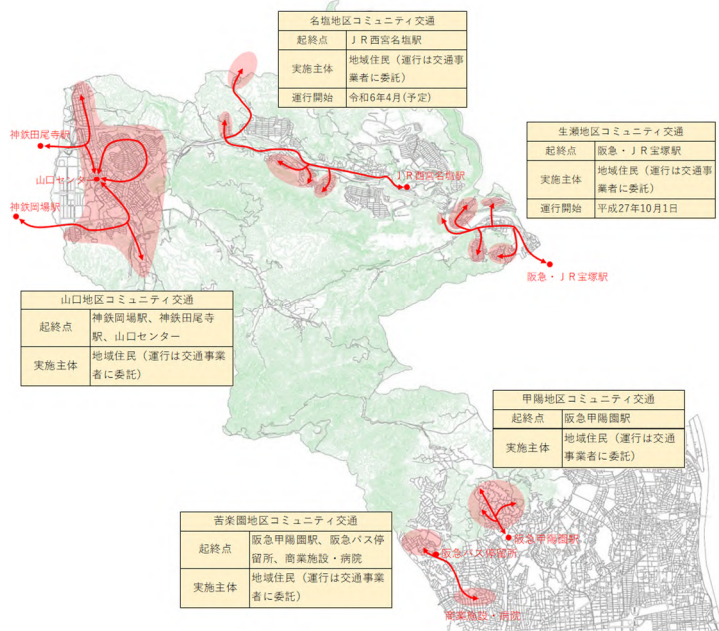 名塩地区コミュニティ交通
起終点
ＪＲ西宮名塩駅
実施主体
地域住民（運行は交通事
業者に委託）
運行開始
令和6年4月(予定)
生瀬地区コミュニティ交通
起終点
阪急・ＪＲ宝塚駅
実施主体
地域住民（運行は交通事
業者に委託）
運行開始
平成27年10月1日
神鉄田尾寺駅
山口センター
神鉄岡場駅
ＪＲ西宮名塩駅
阪急・ＪＲ宝塚駅
山口地区コミュニティ交通
起終点
神鉄岡場駅、神鉄田尾寺
駅、山口センター
実施主体
地域住民（運行は交通事業
者に委託）
甲陽地区コミュニティ交通
起終点
阪急甲陽園駅
実施主体
地域住民（運行は交通
事業者に委託）
苦楽園地区コミュニティ交通
起終点
阪急甲陽園駅、阪急バス停
留所、商業施設・病院
実施主体
地域住民（運行は交通事業
者に委託）
阪急甲陽園駅
阪急バス停留所
商業施設・病院